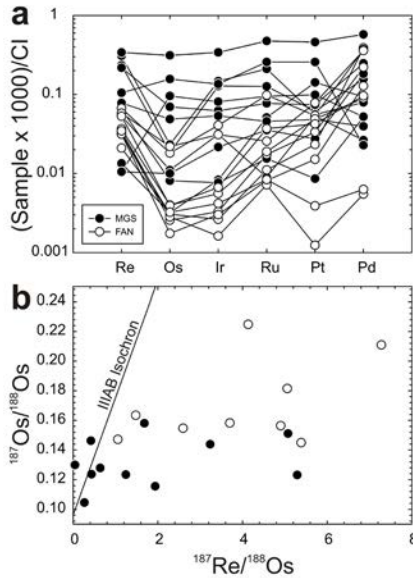 a
(Sample x 1000)/CI
1
0.1
0.01
0.001
MGS
FAN
Re Os Ir Ru Pt Pd
b
187Os/188Os
0.24
0.22
0.20
0.18
0.16
0.14
0.12
0.10
IIIAB Isochron
0 2 4 6 8
187Re/188Os